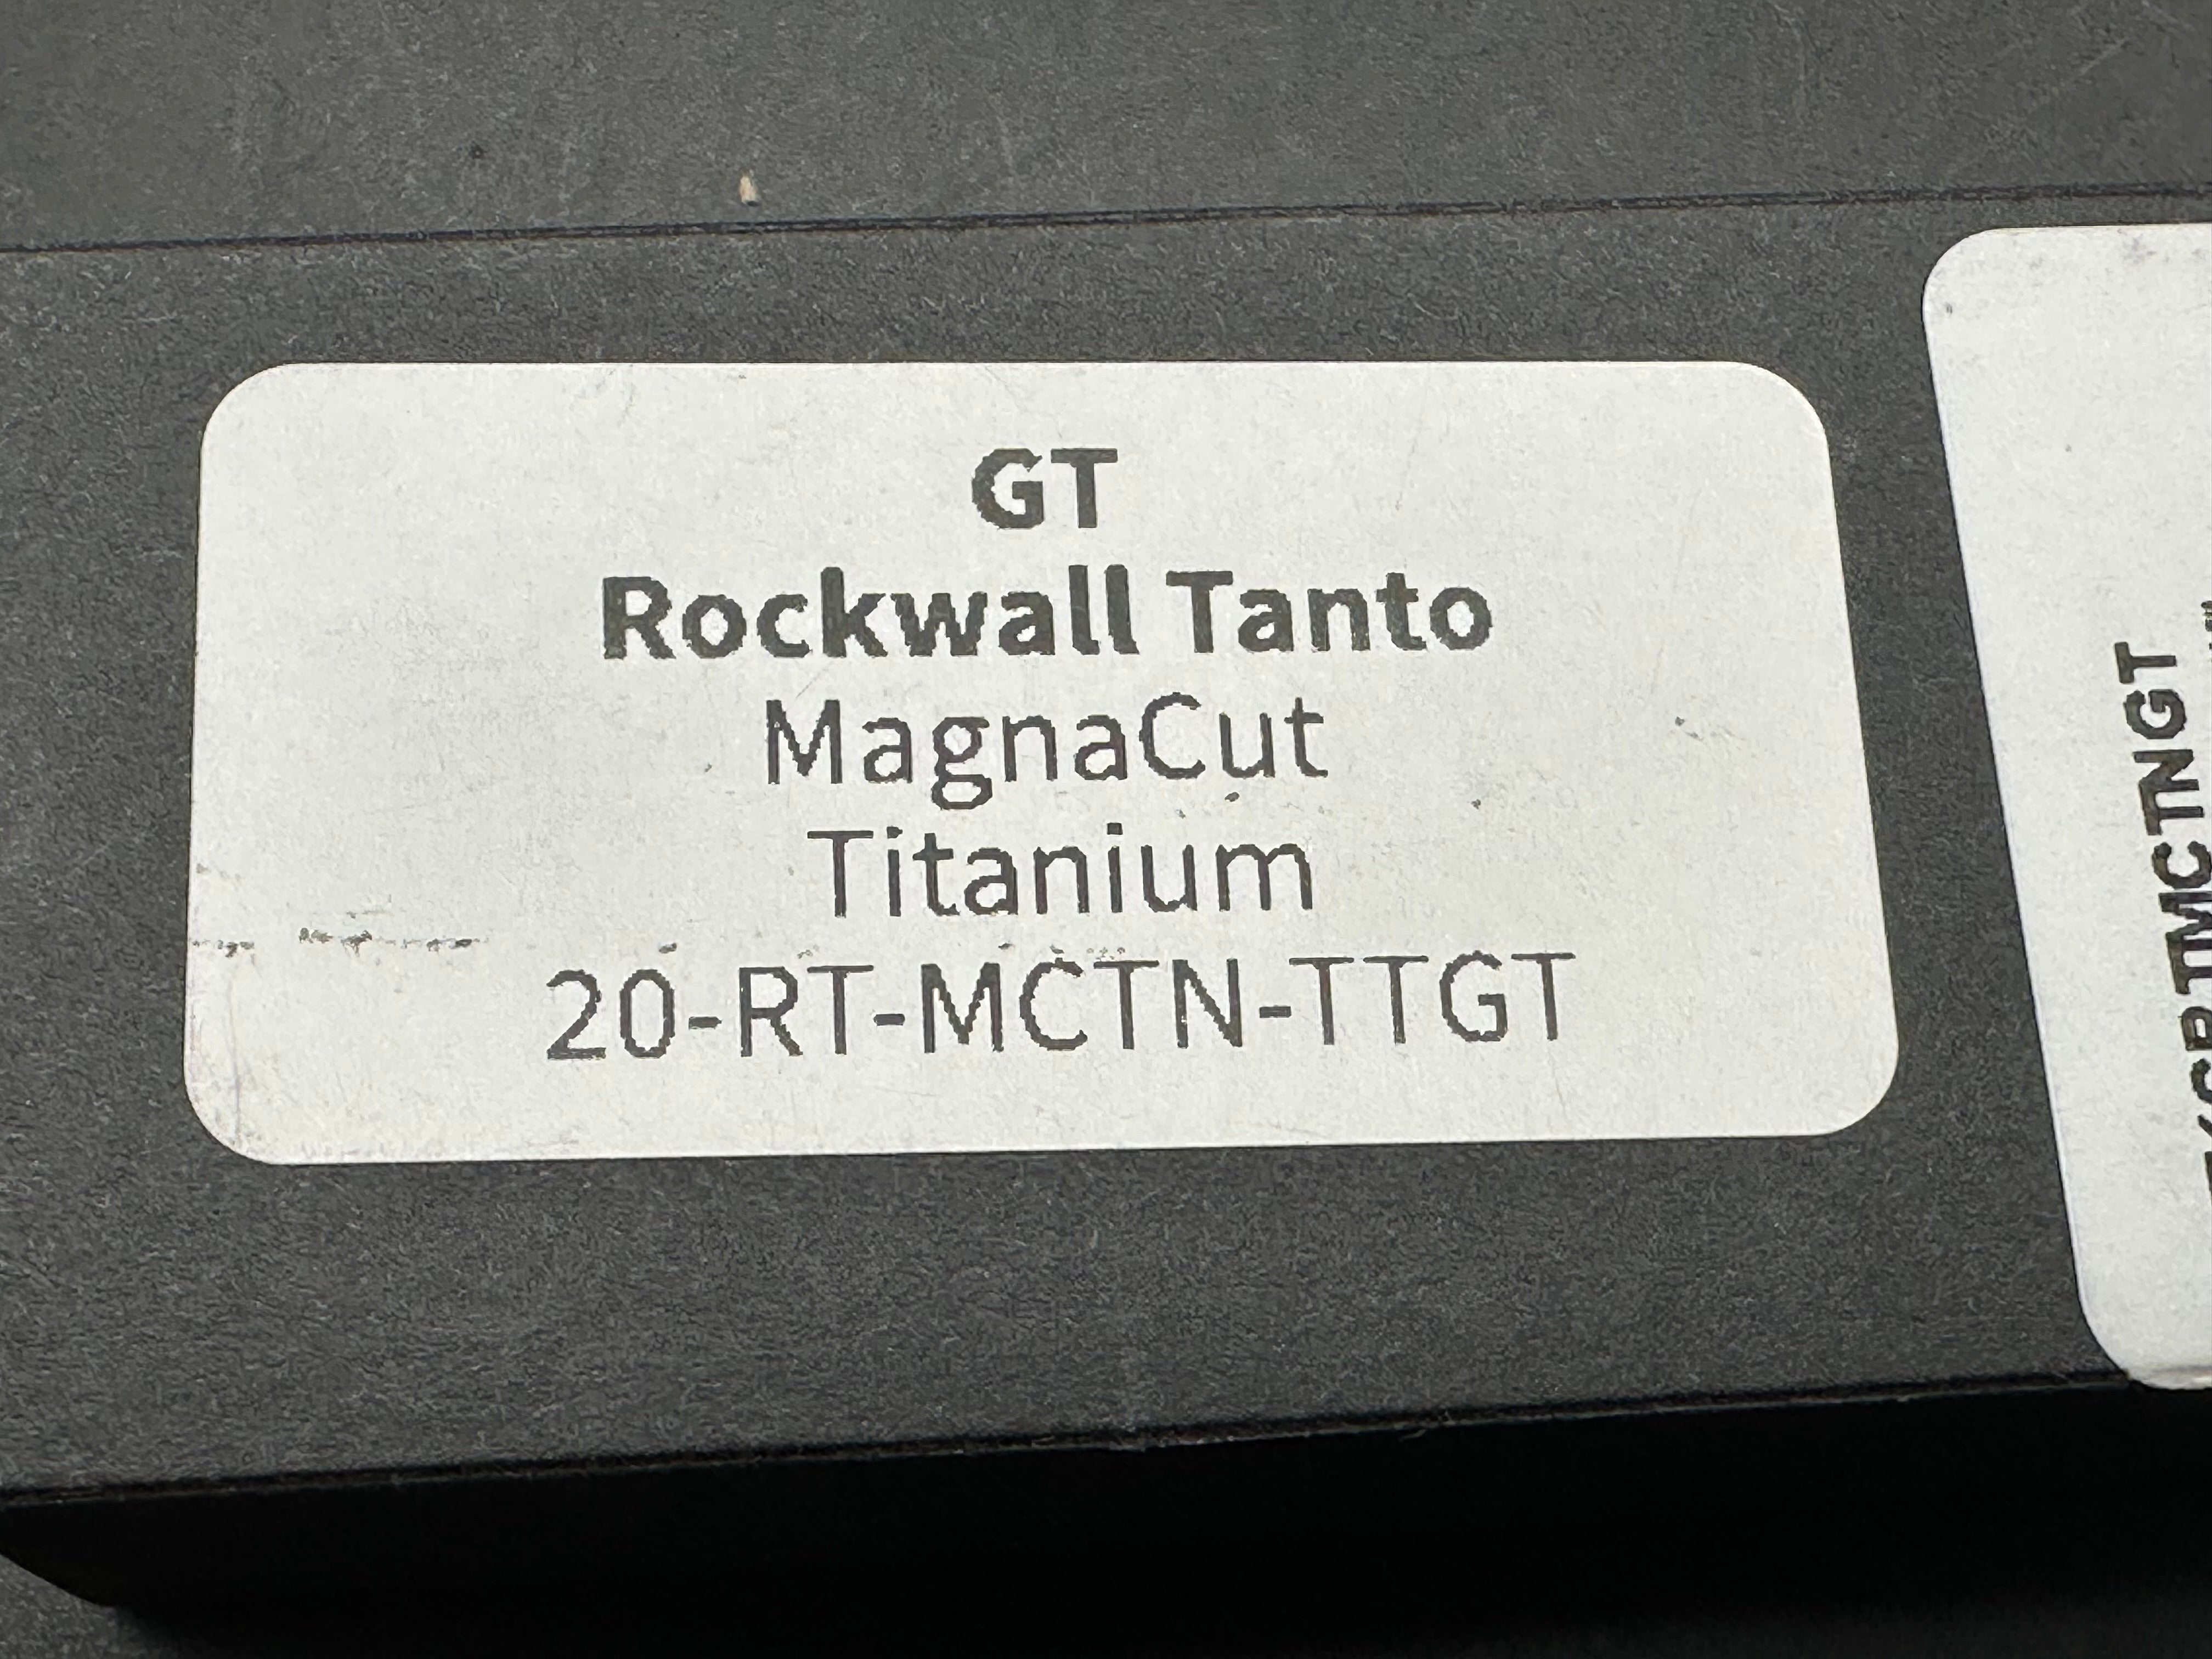 GT
Rockwall Tanto
MagnaCut
Titanium
20-RT-MCTN-TTGT